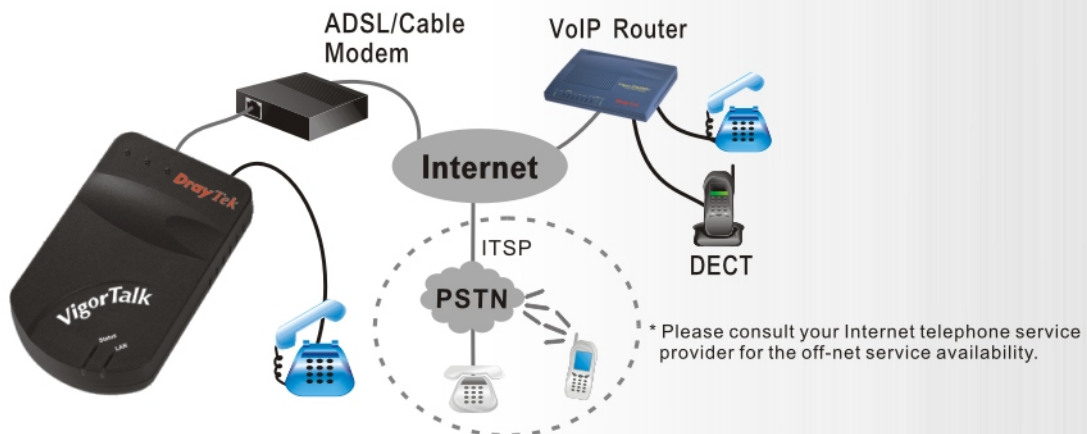 ADSL/Cable
Modem
VoIP Router
DrayTek
Internet
VigorTalk
Status
LAN
ITSP
PSTN
DECT
* Please consult your Internet telephone service
provider for the off-net service availability.